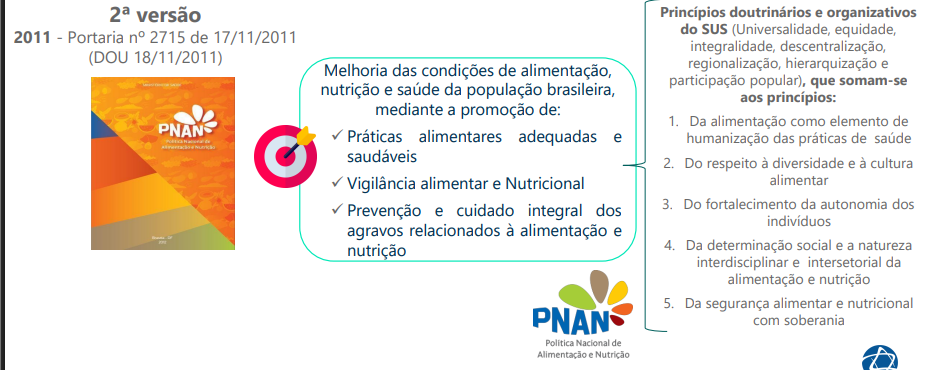 2ª versão
2011 - Portaria nº 2715 de 17/11/2011
(DOU 18/11/2011)
PNAN
Política Nacional de
Alimentação e Nutrição
Melhoria das condições de alimentação,
nutrição e saúde da população brasileira,
mediante a promoção de:
✓ Práticas alimentares adequadas e
saudáveis
✓ Vigilância alimentar e Nutricional
✓ Prevenção e cuidado integral dos
agravos relacionados à alimentação e
nutrição
PNAN
Política Nacional de
Alimentação e Nutrição
Princípios doutrinários e organizativos
do SUS (Universalidade, equidade,
integralidade, descentralização,
regionalização, hierarquização e
participação popular), que somam-se
aos princípios:
1. Da alimentação como elemento de
humanização das práticas de saúde
2. Do respeito à diversidade e à cultura
alimentar
3. Do fortalecimento da autonomia dos
indivíduos
4. Da determinação social e a natureza
interdisciplinar e intersetorial da
alimentação e nutrição
5. Da segurança alimentar e nutricional
com soberania